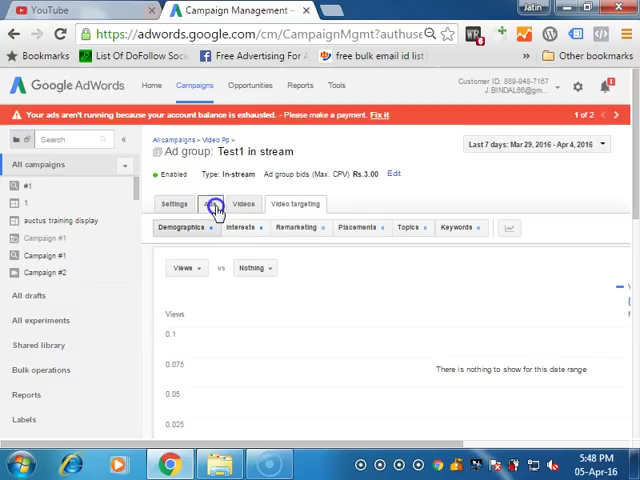 YouTube
Campaign Management -
Jatin
https://adwords.google.com/cm/CampaignMgmt?authuse
Bookmarks
List Of DoFollow Soci
Free Advertising For
free bulk email id list
Other bookmarks
Google AdWords
Home
Campaigns
Opportunities
Reports
Tools
Customer ID: 889-948-7167
J.BINDAL66@gm...
Your ads aren't running because your account balance is exhausted. - Please make a payment. Fix it
1 of 2
Search
All campaigns
#1
1
auctus training display
Campaign #1
Campaign #1
Campaign #2
All drafts
All experiments
Shared library
Bulk operations
Reports
Labels
All campaigns > Video Pp >
Ad group: Test1 in stream
Last 7 days: Mar 29, 2016 - Apr 4, 2016
Enabled Type: In-stream Ad group bids (Max. CPV) Rs.3.00 Edit
Settings
Videos
Video targeting
Demographics
Interests
Remarketing
Placements
Topics
Keywords
Views vs Nothing
Views
0.1
0.075
0.05
0.025
There is nothing to show for this date range
5:48 PM
05-Apr-16